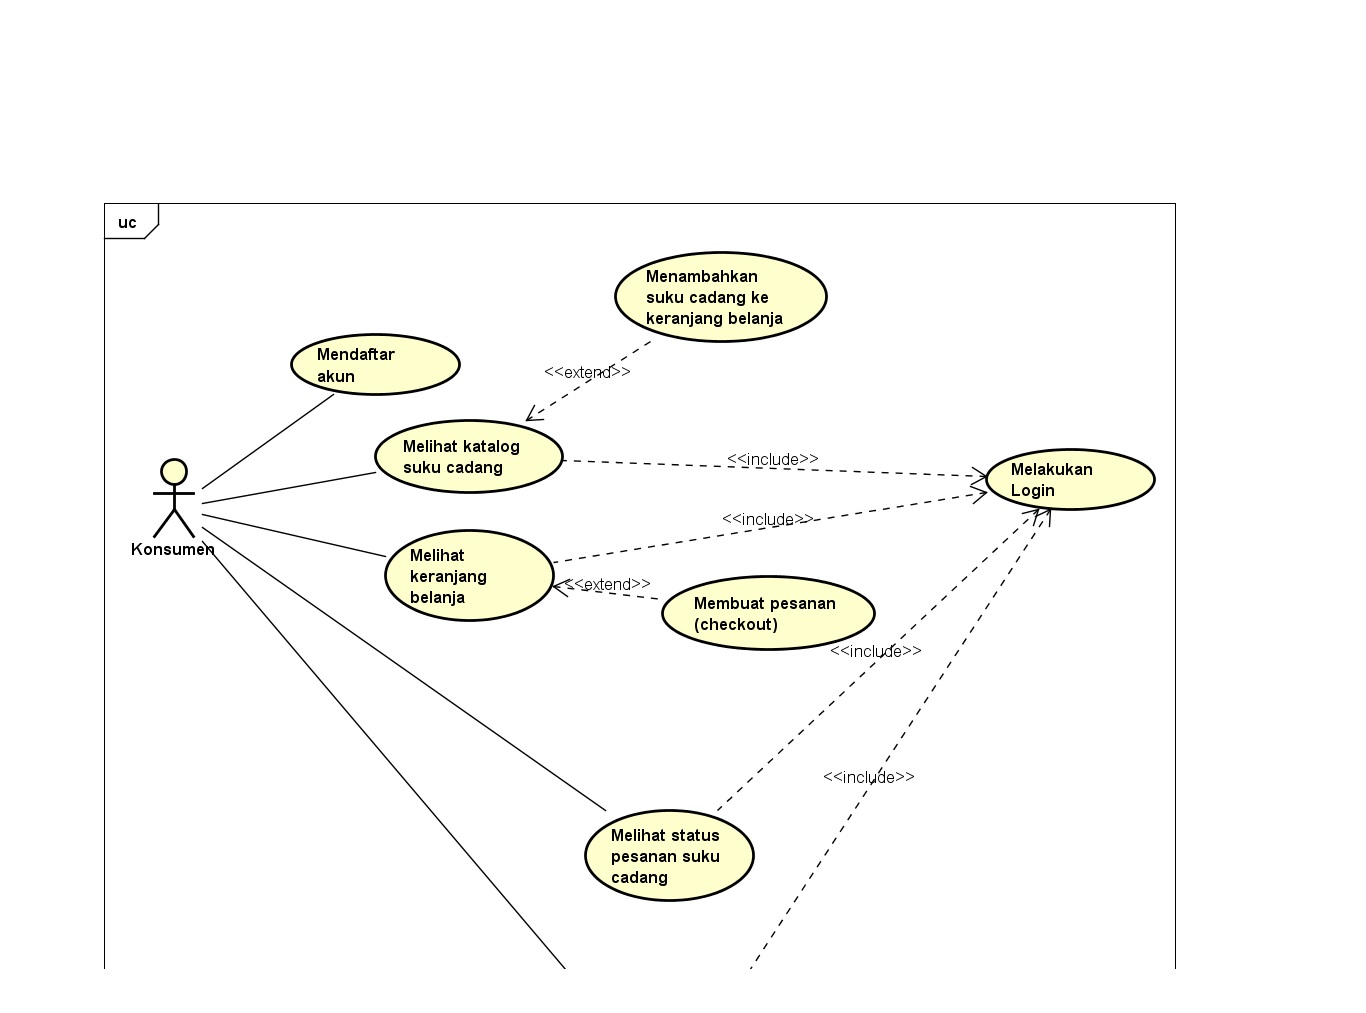 uc
Menambahkan
suku cadang ke
keranjang belanja
Mendaftar
akun
<<extend>>
Melihat katalog
suku cadang
<<include>>
Melakukan
Login
<<include>>
Konsumen
Melihat
keranjang
belanja
<<extend>>
Membuat pesanan
(checkout)
<<include>>
<<include>>
Melihat status
pesanan suku
cadang